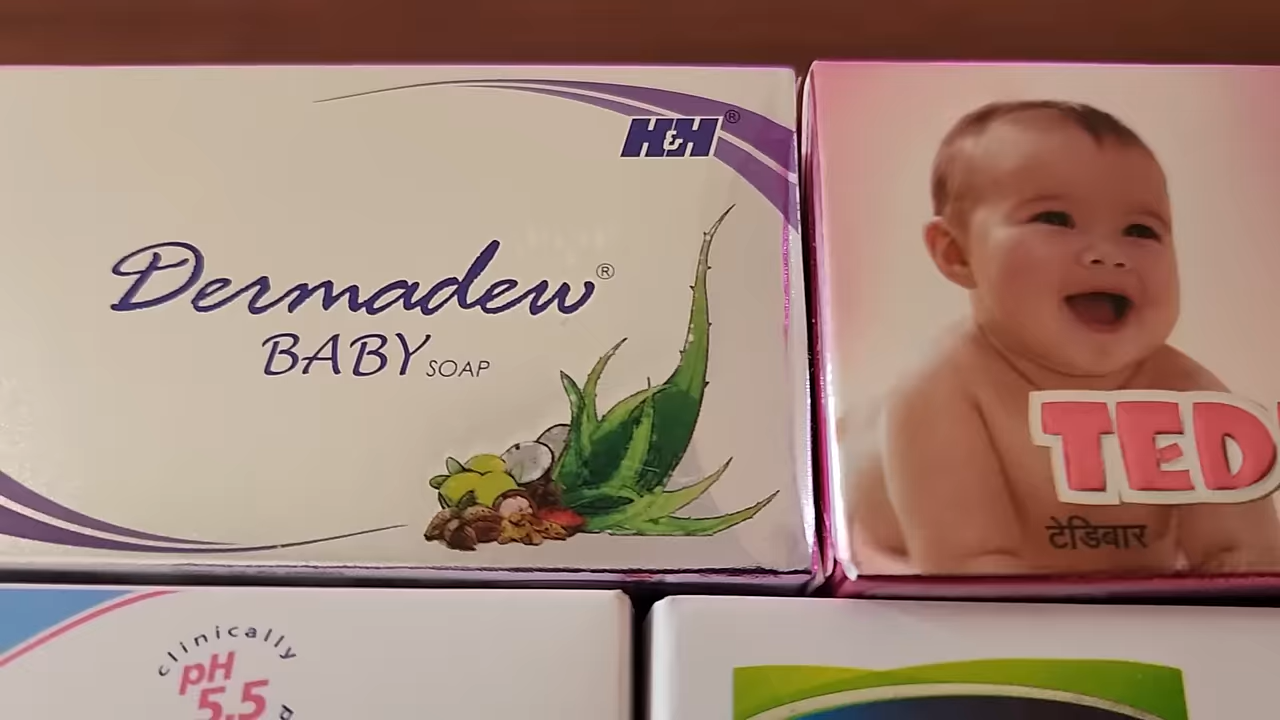 H&H®
Dermadew®
BABY SOAP
TED
टेडिबार
clinically
pH
5.5